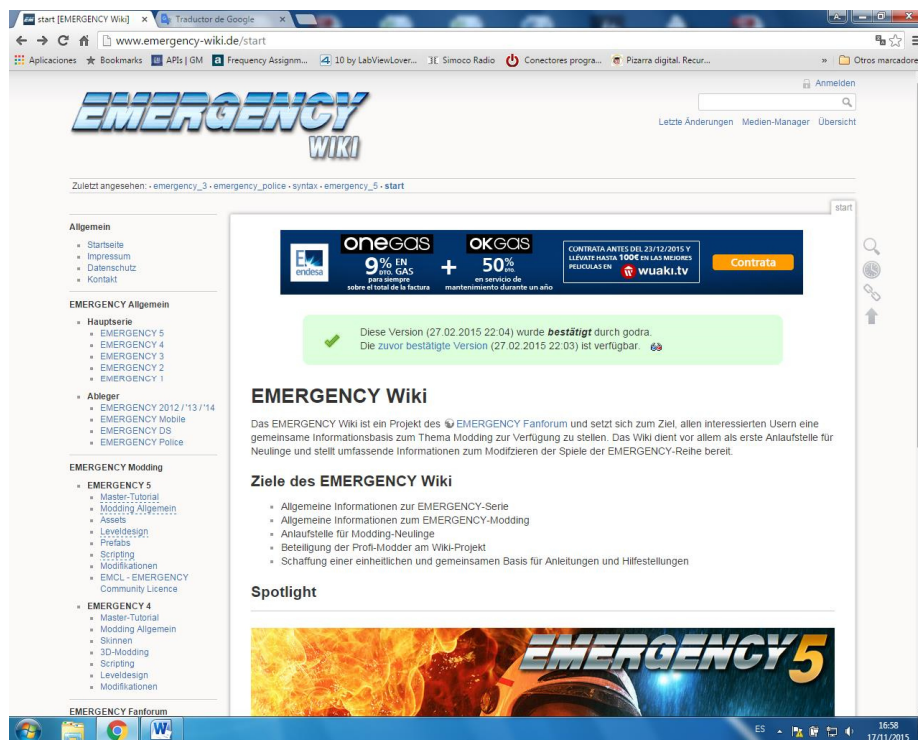 start [EMERGENCY Wiki]
Traductor de Google
www.emergency-wiki.de/start
Aplicaciones
Bookmarks
APIs | GM
Frequency Assignm...
10 by LabViewLover...
Simoco Radio
Conectores progra...
Pizarra digital. Recur...
»
Otros marcadore
Anmelden
EMERGENCY
WIKI
Letzte Änderungen Medien-Manager Übersicht
Zuletzt angesehen: • emergency_3 • emergency_police • syntax • emergency_5 • start
start
Allgemein
Startseite
Impressum
Datenschutz
Kontakt
EMERGENCY Allgemein
Hauptserie
EMERGENCY 5
EMERGENCY 4
EMERGENCY 3
EMERGENCY 2
EMERGENCY 1
Ableger
EMERGENCY 2012 / '13 / '14
EMERGENCY Mobile
EMERGENCY DS
EMERGENCY Police
EMERGENCY Modding
EMERGENCY 5
Master-Tutorial
Modding Allgemein
Assets
Leveldesign
Prefabs
Scripting
Modifikationen
EMCL - EMERGENCY
Community Licence
EMERGENCY 4
Master-Tutorial
Modding Allgemein
Skinnen
3D-Modding
Scripting
Leveldesign
Modifikationen
EMERGENCY Fanforum
endesa
oneGAS
9% EN
DTO. GAS
para siempre
sobre el total de la factura
+
okGAS
50% DTO.
en servicio de
mantenimiento durante un año
CONTRATA ANTES DEL 23/12/2015 Y
LLÉVATE HASTA 100€ EN LAS MEJORES
PELICULAS EN wuaki.tv
Contrata
Diese Version (27.02.2015 22:04) wurde bestätigt durch godra.
Die zuvor bestätigte Version (27.02.2015 22:03) ist verfügbar.
EMERGENCY Wiki
Das EMERGENCY Wiki ist ein Projekt des EMERGENCY Fanforum und setzt sich zum Ziel, allen interessierten Usern eine
gemeinsame Informationsbasis zum Thema Modding zur Verfügung zu stellen. Das Wiki dient vor allem als erste Anlaufstelle für
Neulinge und stellt umfassende Informationen zum Modifzieren der Spiele der EMERGENCY-Reihe bereit.
Ziele des EMERGENCY Wiki
Allgemeine Informationen zur EMERGENCY-Serie
Allgemeine Informationen zum EMERGENCY-Modding
Anlaufstelle für Modding-Neulinge
Beteiligung der Profi-Modder am Wiki-Projekt
Schaffung einer einheitlichen und gemeinsamen Basis für Anleitungen und Hilfestellungen
Spotlight
EMERGENCY 5
ES
16:58
17/11/2015